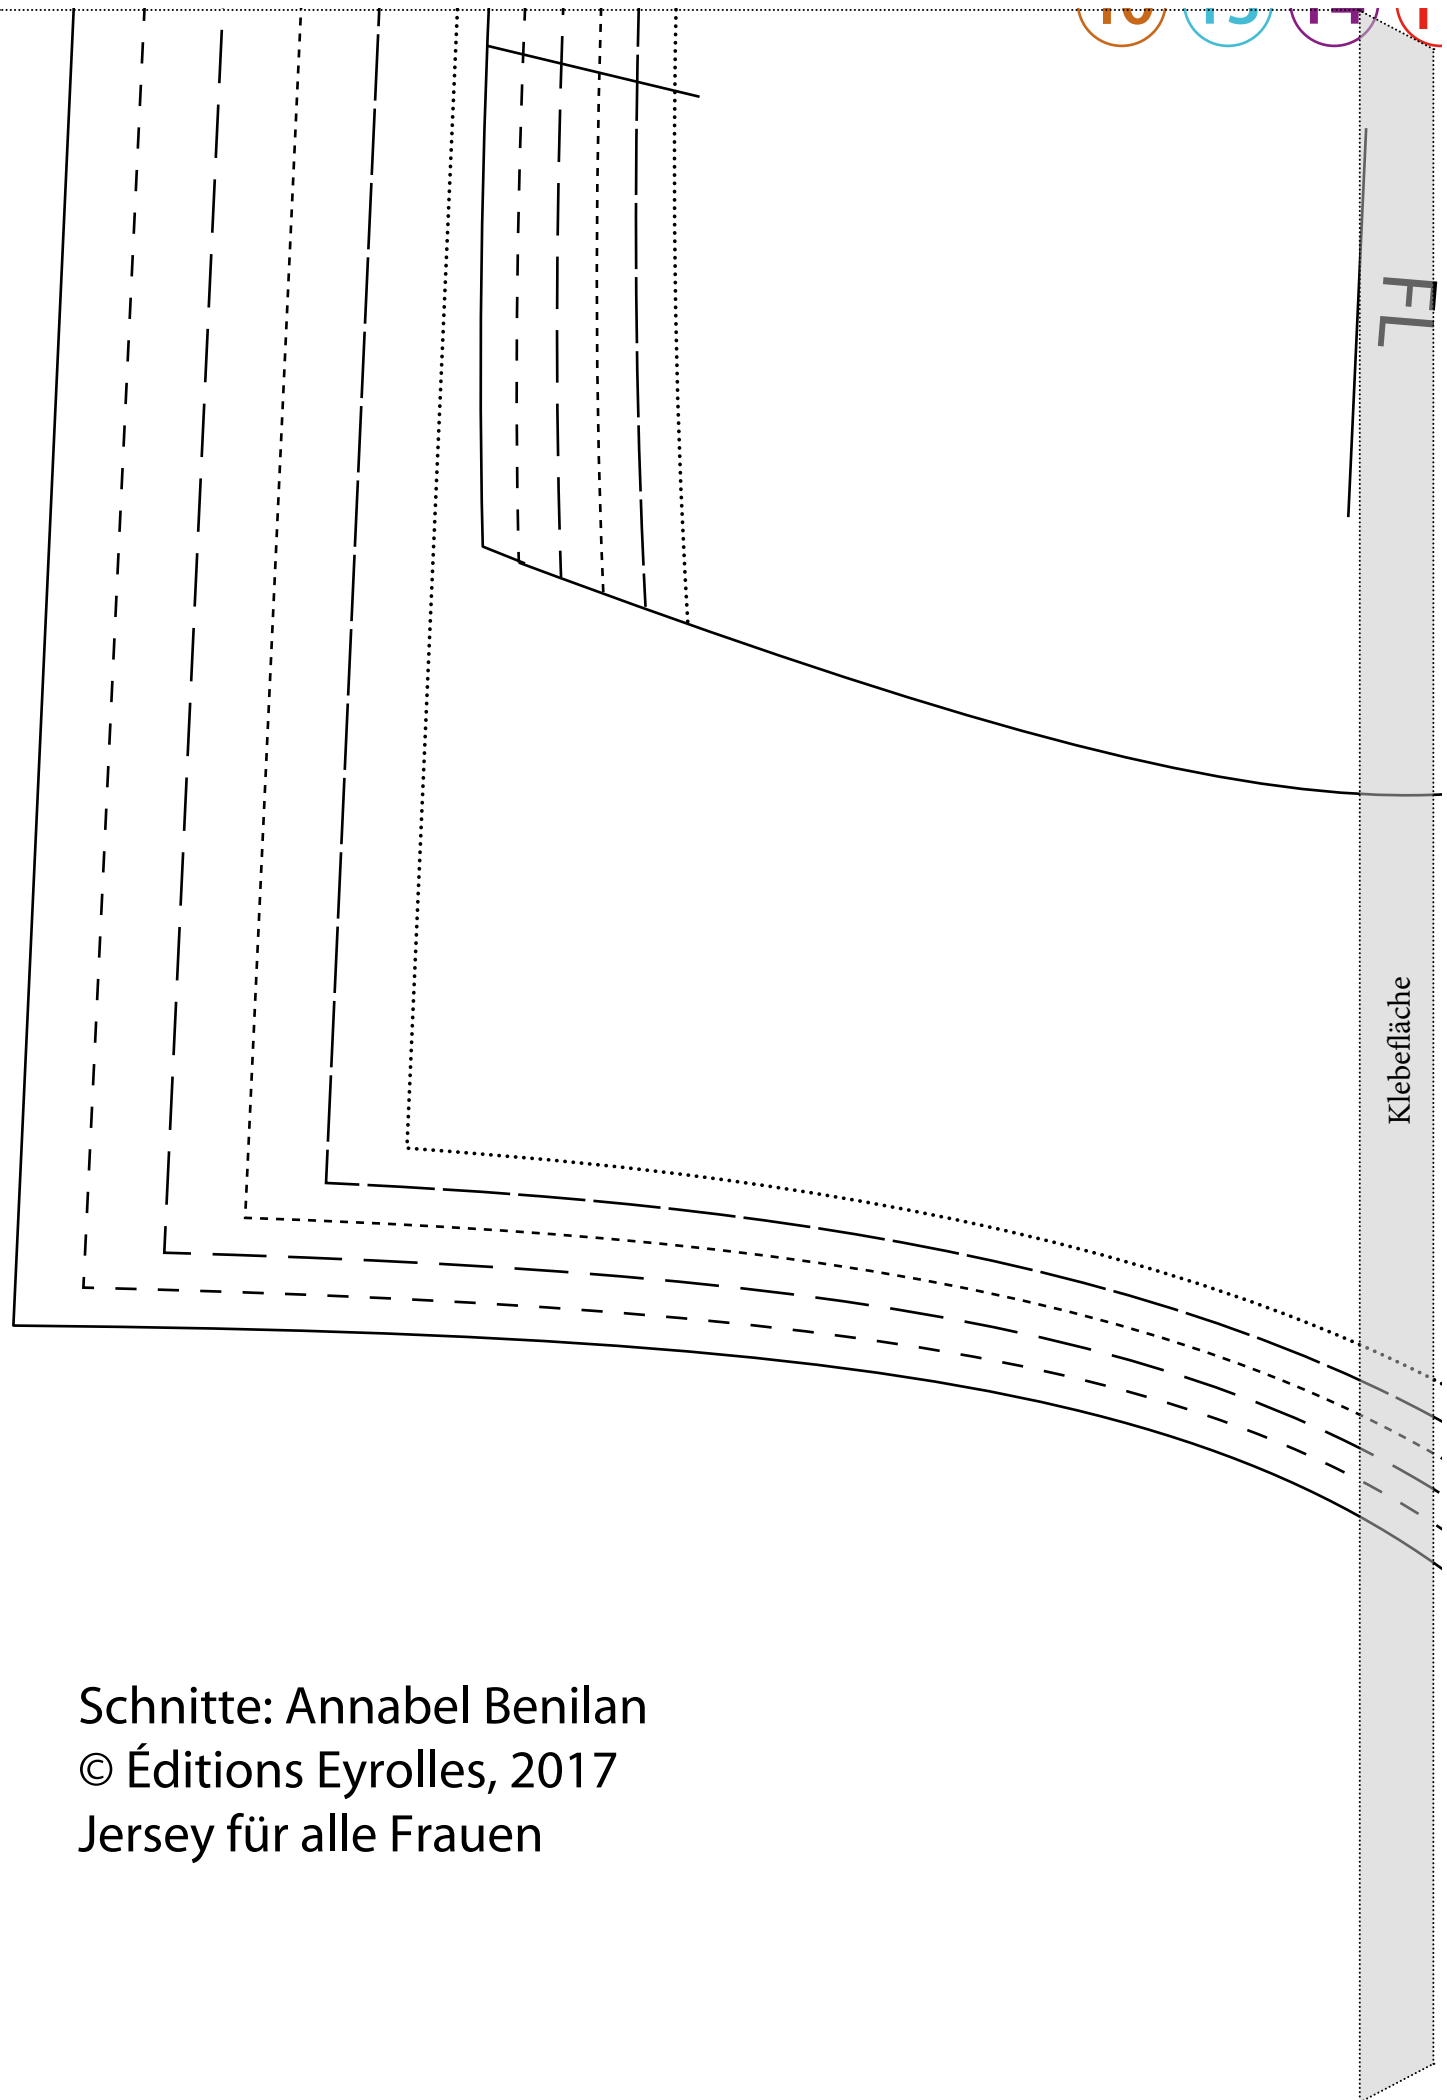 FL
Klebefläche
Schnitte: Annabel Benilan
© Éditions Eyrolles, 2017
Jersey für alle Frauen